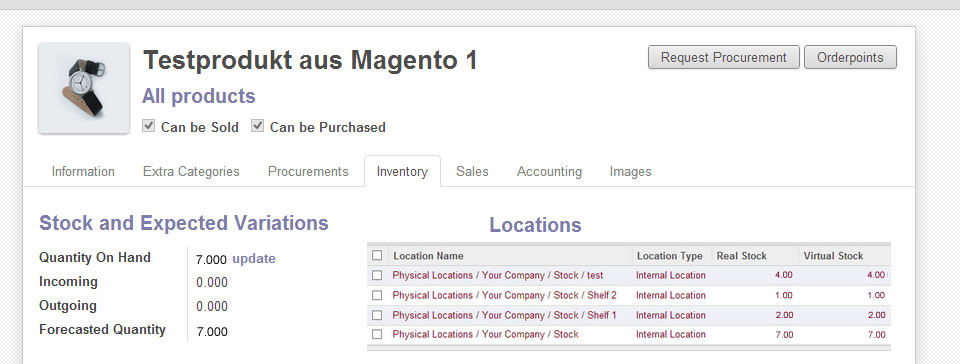 Testprodukt aus Magento 1
Request Procurement Orderpoints
All products
Can be Sold Can be Purchased
Information Extra Categories Procurements Inventory Sales Accounting Images
Stock and Expected Variations
Quantity On Hand 7.000 update
Incoming 0.000
Outgoing 0.000
Forecasted Quantity 7.000
Locations
Location Name Location Type Real Stock Virtual Stock
Physical Locations / Your Company / Stock / test Internal Location 4.00 4.00
Physical Locations / Your Company / Stock / Shelf 2 Internal Location 1.00 1.00
Physical Locations / Your Company / Stock / Shelf 1 Internal Location 2.00 2.00
Physical Locations / Your Company / Stock Internal Location 7.00 7.00